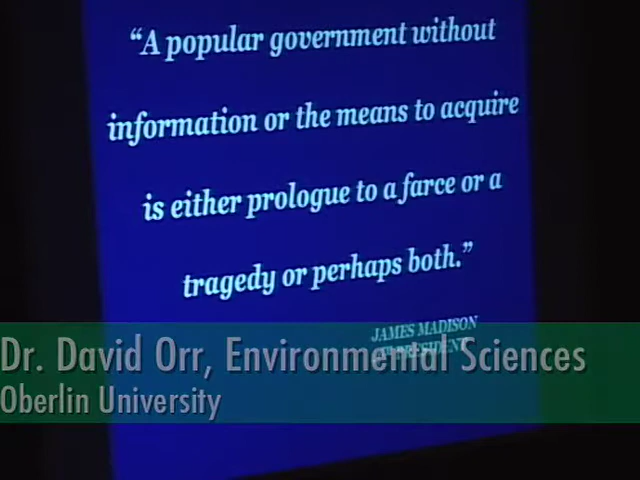 “A popular government without
information or the means to acquire
is either prologue to a farce or a
tragedy or perhaps both.”
JAMES MADISON
PRESIDENT
Dr. David Orr, Environmental Sciences
Oberlin University